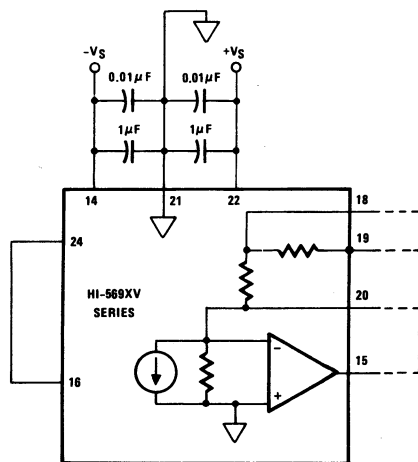 −VS
+VS
0.01µF
0.01µF
1µF
1µF
14
21
22
18
24
19
HI-569XV
SERIES
20
−
15
16
+